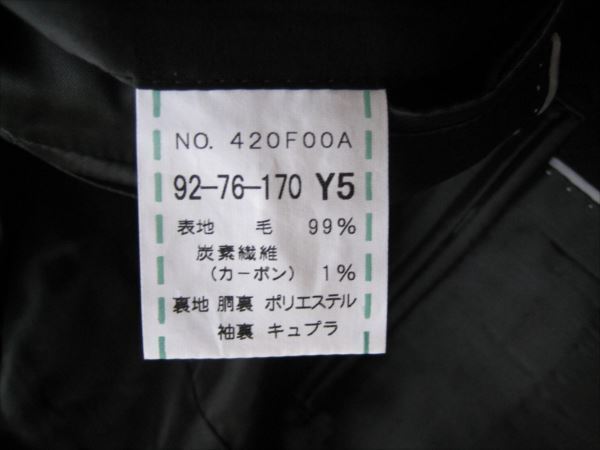 NO. 420F00A
92-76-170 Y5
表地 毛 99%
炭素繊維
(カーボン) 1%
裏地 胴裏 ポリエステル
袖裏 キュプラ